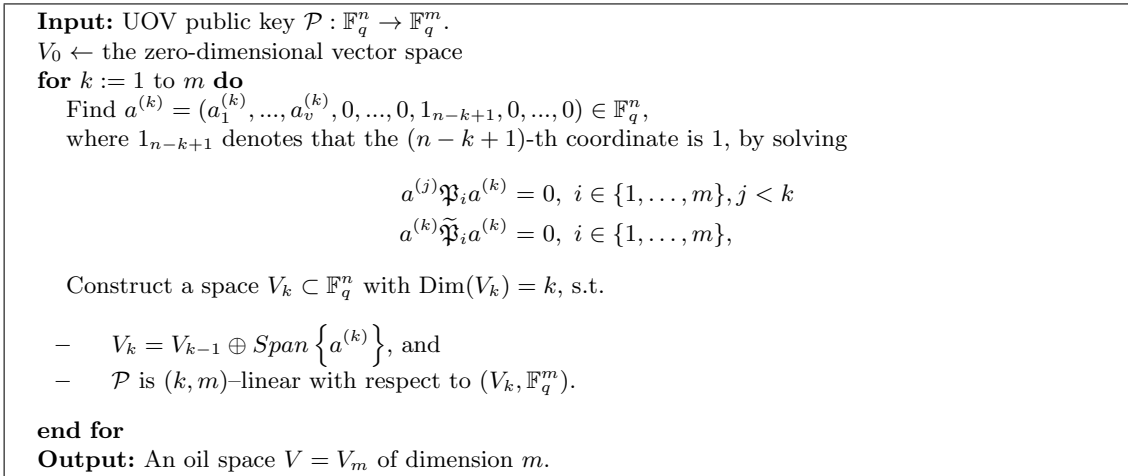 Input: UOV public key 𝒫 : 𝔽_q^n → 𝔽_q^m.
V_0 ← the zero-dimensional vector space
for k := 1 to m do
Find a^{(k)} = (a_1^{(k)}, ..., a_v^{(k)}, 0, ..., 0, 1_{n−k+1}, 0, ..., 0) ∈ 𝔽_q^n,
where 1_{n−k+1} denotes that the (n − k + 1)-th coordinate is 1, by solving
a^{(j)}𝔓_i a^{(k)} = 0, i ∈ {1, . . . , m}, j < k
a^{(k)}\widetilde{𝔓}_i a^{(k)} = 0, i ∈ {1, . . . , m},
Construct a space V_k ⊂ 𝔽_q^n with Dim(V_k) = k, s.t.
– V_k = V_{k−1} ⊕ Span {a^{(k)}}, and
– 𝒫 is (k, m)–linear with respect to (V_k, 𝔽_q^m).
end for
Output: An oil space V = V_m of dimension m.